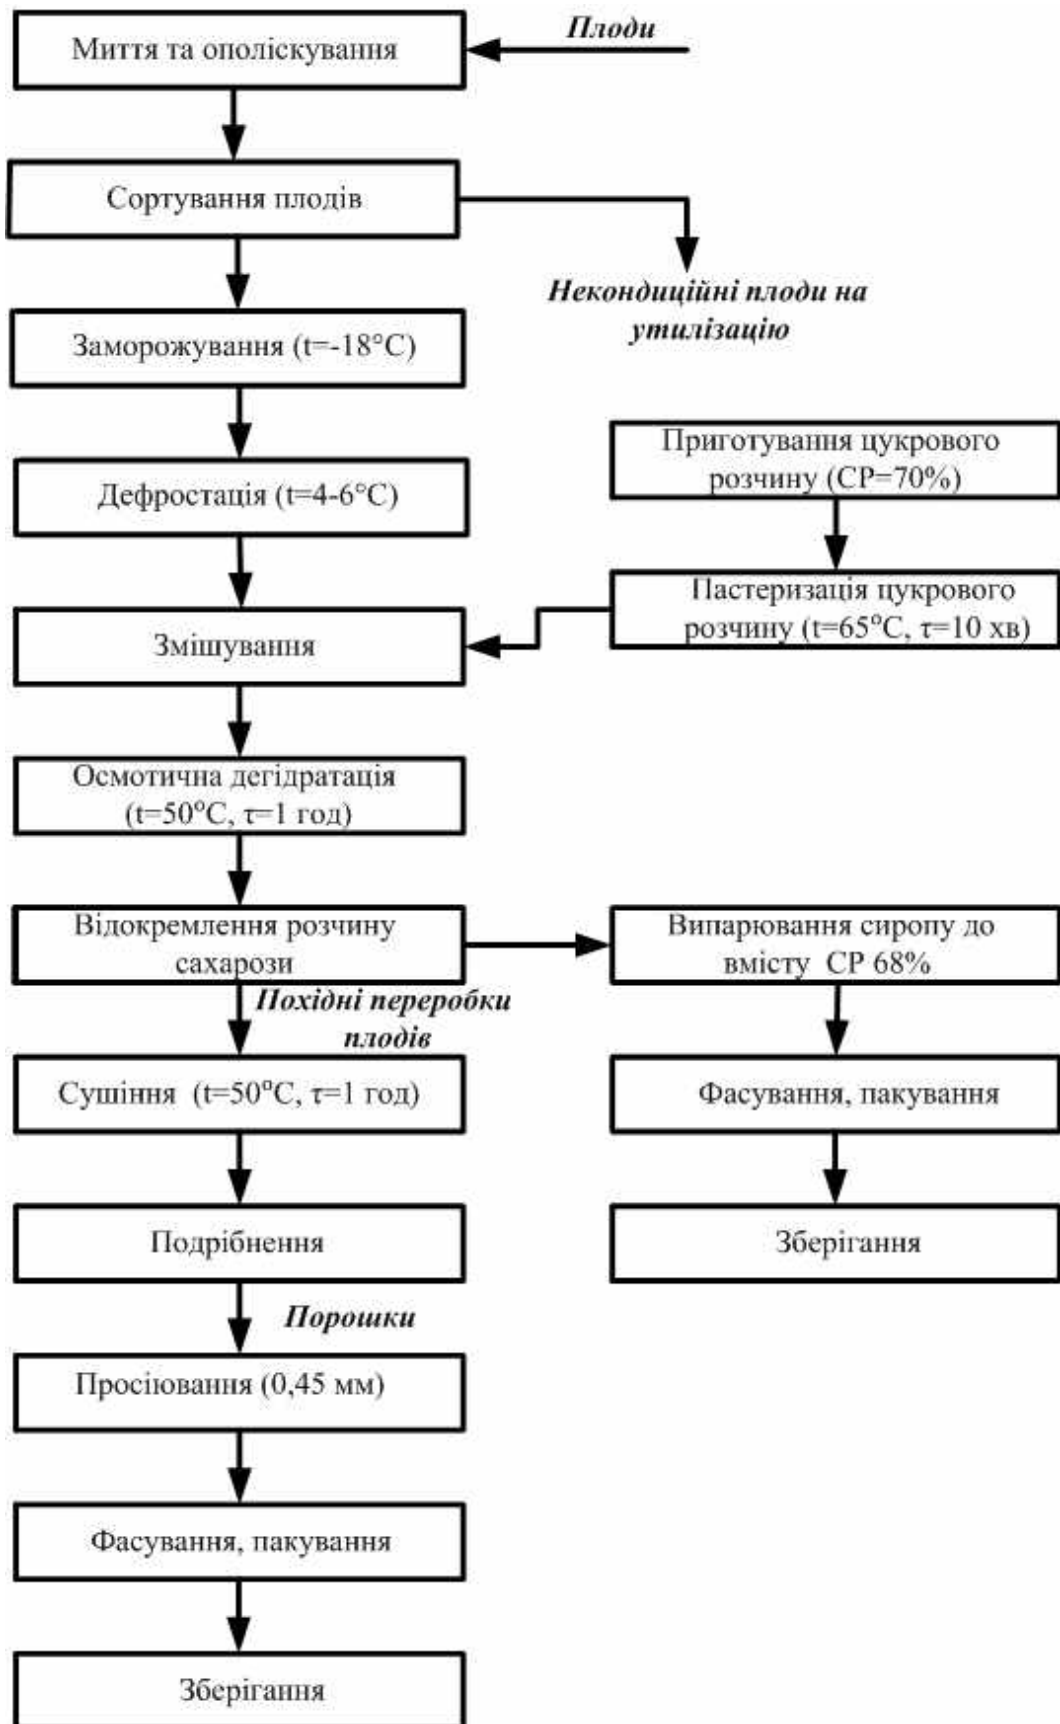 Плоди
Миття та ополіскування
Сортування плодів
Некондиційні плоди на
утилізацію
Заморожування (t=-18°С)
Дефростація (t=4-6°С)
Приготування цукрового
розчину (СР=70%)
Пастеризація цукрового
розчину (t=65°С, τ=10 хв)
Змішування
Осмотична дегідратація
(t=50°С, τ=1 год)
Відокремлення розчину
сахарози
Випарювання сиропу до
вмісту СР 68%
Похідні переробки
плодів
Сушіння (t=50°С, τ=1 год)
Фасування, пакування
Подрібнення
Зберігання
Порошки
Просіювання (0,45 мм)
Фасування, пакування
Зберігання